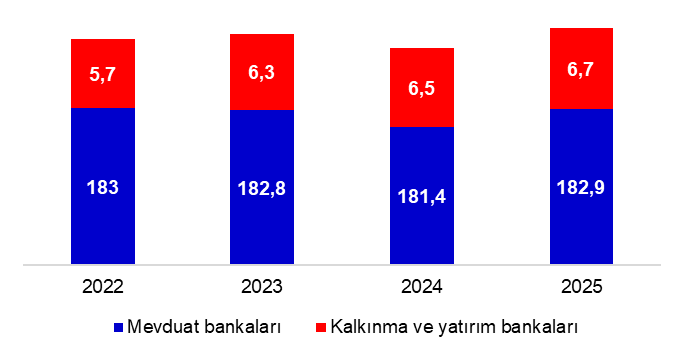 5,7 6,3 6,5 6,7
183 182,8 181,4 182,9
2022 2023 2024 2025
Mevduat bankaları Kalkınma ve yatırım bankaları